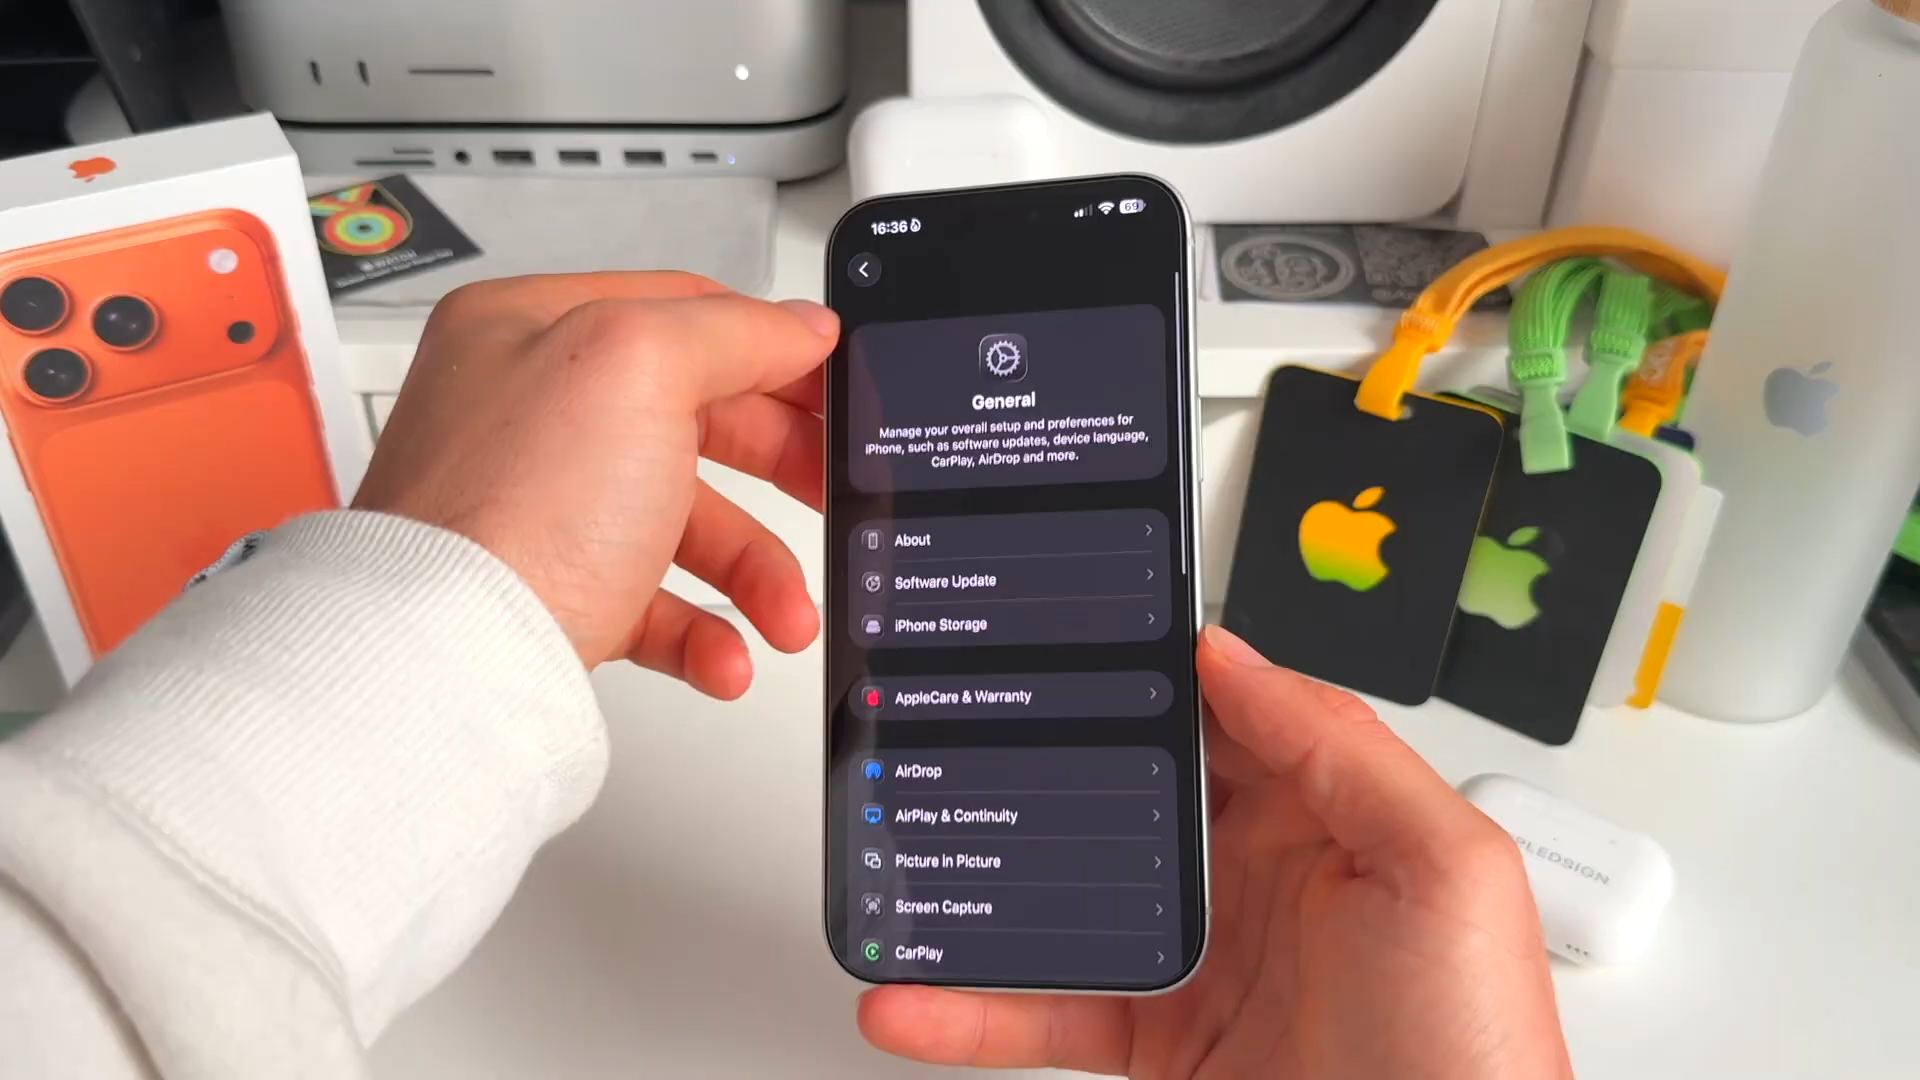 16:36
69
General
Manage your overall setup and preferences for
iPhone, such as software updates, device language,
CarPlay, AirDrop and more.
About
Software Update
iPhone Storage
AppleCare & Warranty
AirDrop
AirPlay & Continuity
Picture in Picture
Screen Capture
CarPlay
PLEDSIGN